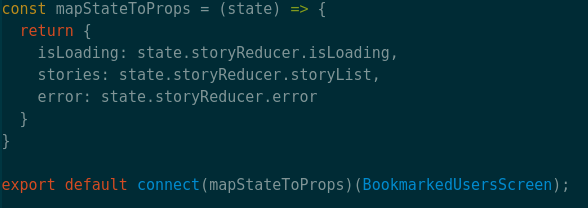 const mapStateToProps = (state) => {
  return {
    isLoading: state.storyReducer.isLoading,
    stories: state.storyReducer.storyList,
    error: state.storyReducer.error
  }
}

export default connect(mapStateToProps)(BookmarkedUsersScreen);